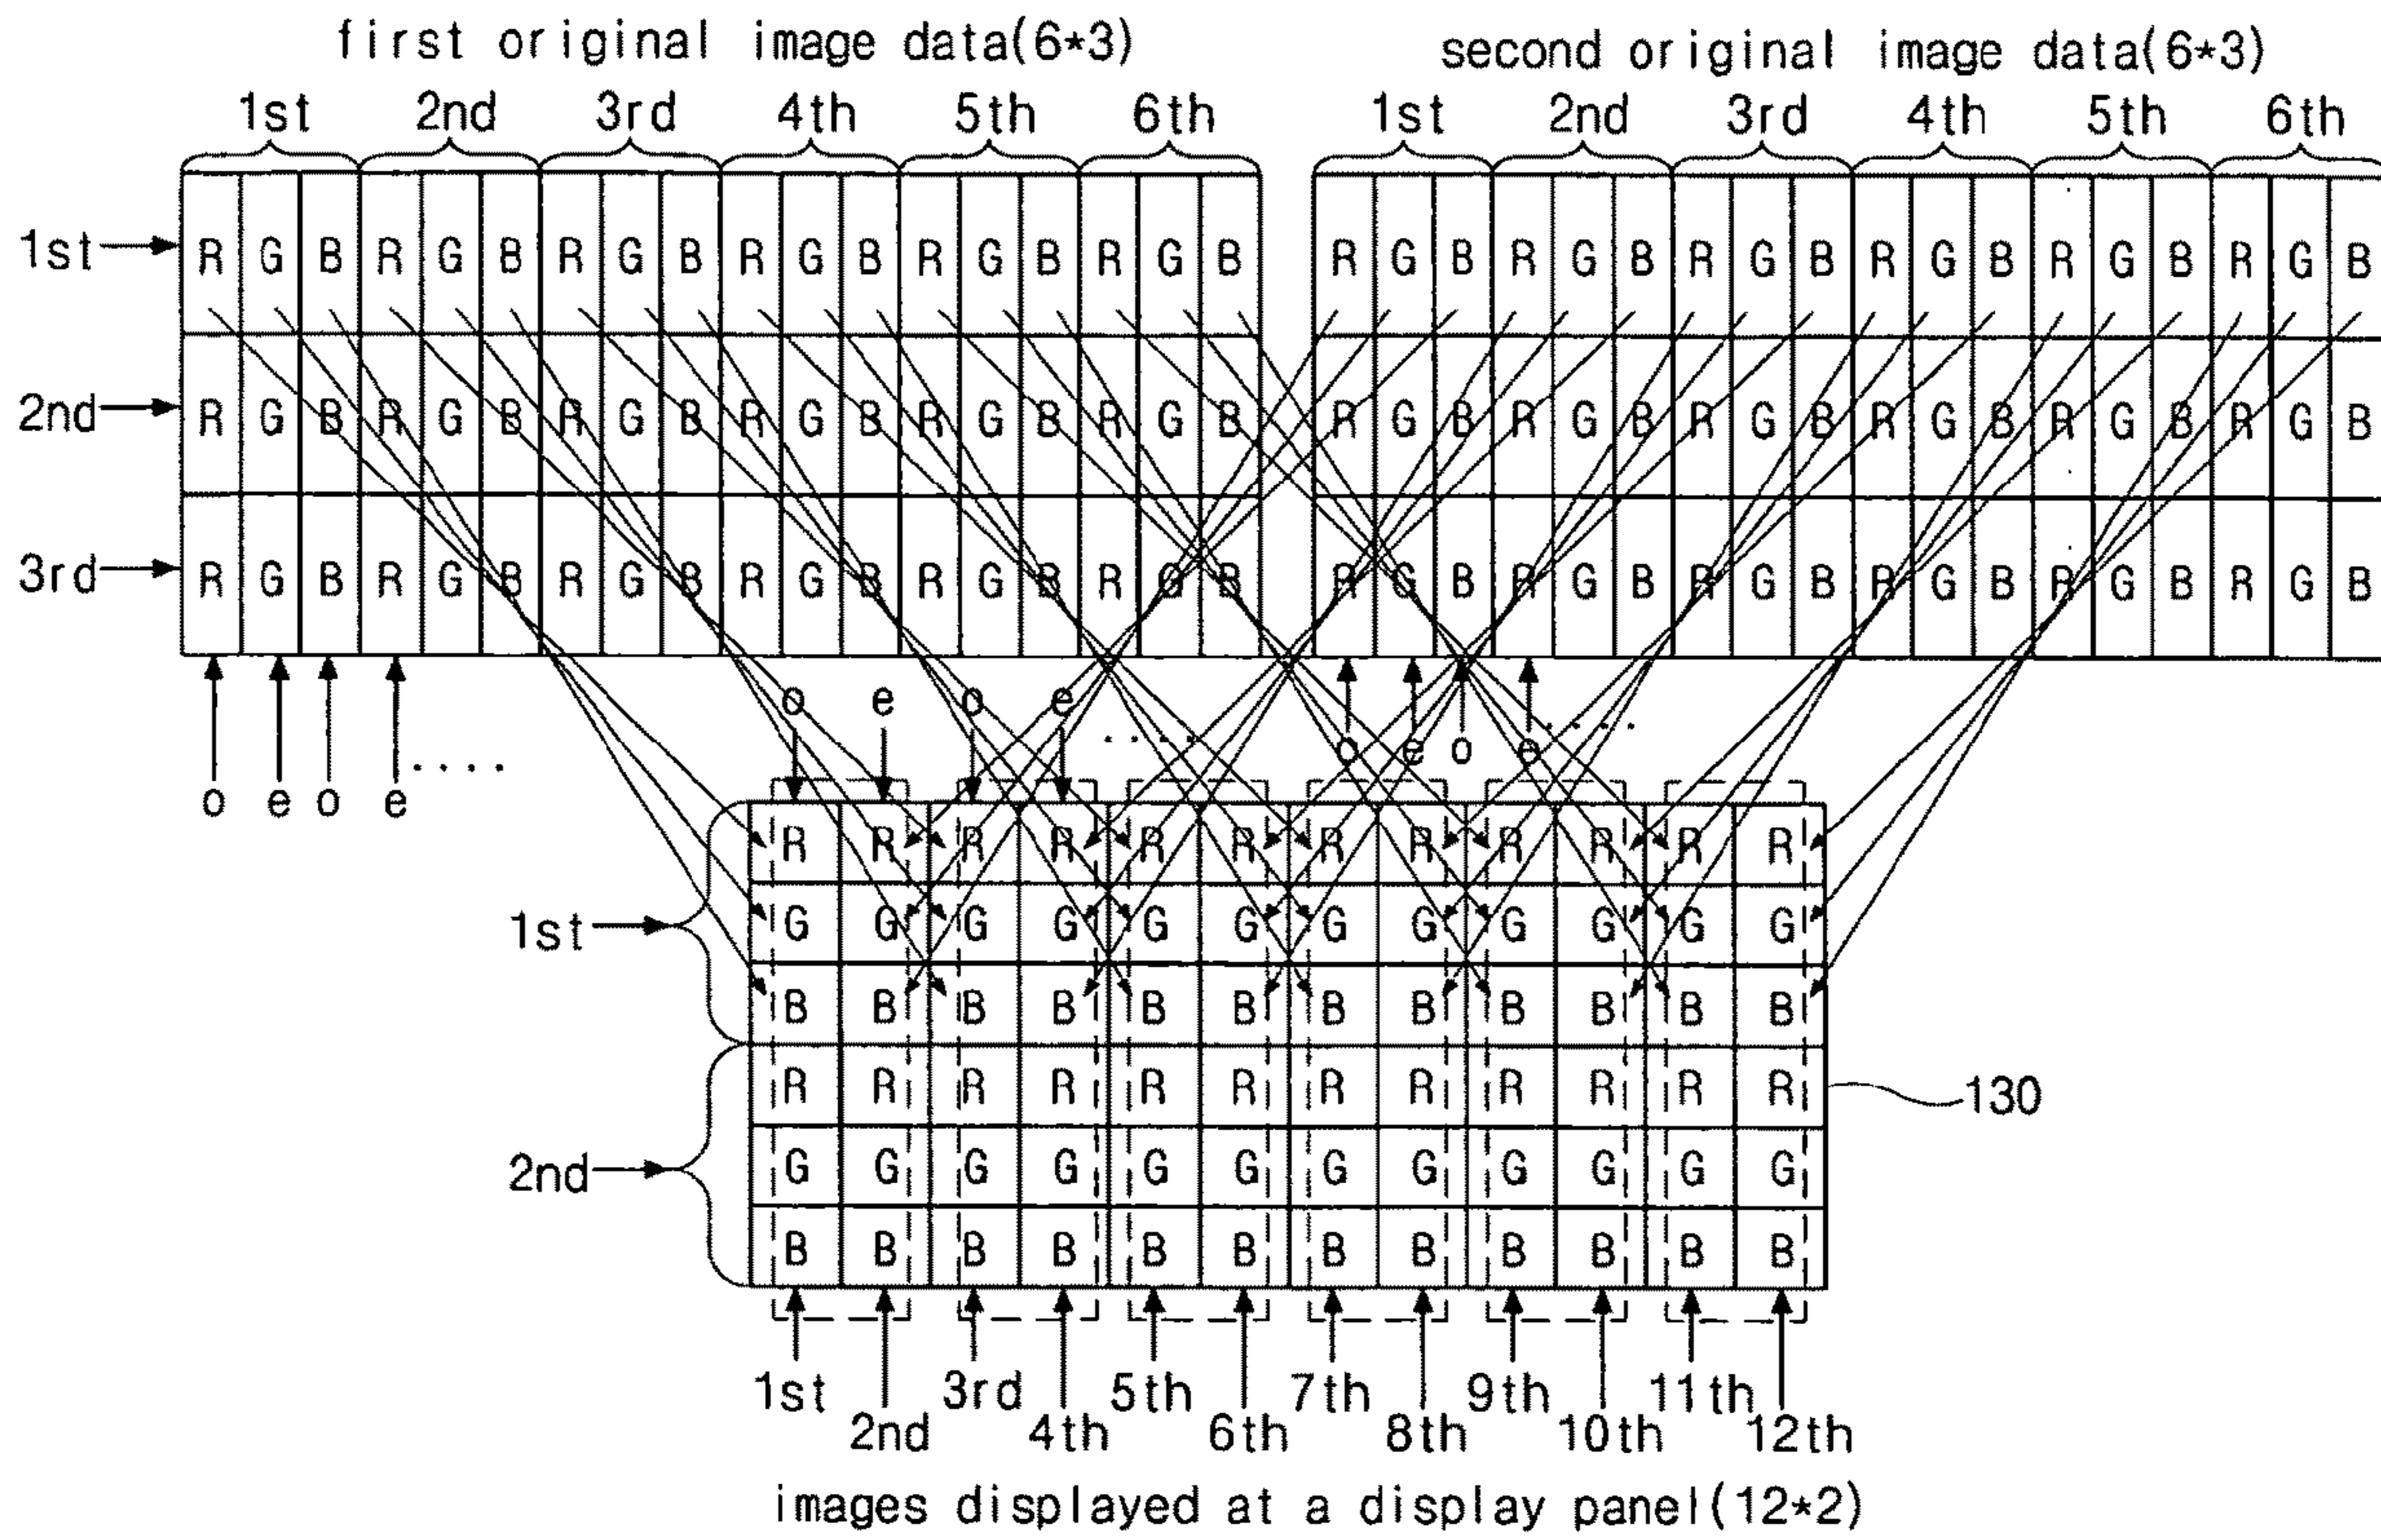 first original image data(6*3) second original image data(6*3)
1st 2nd 3rd 4th 5th 6th 1st 2nd 3rd 4th 5th 6th
1st R G B R G B R G B R G B R G B R G B R G B R G B R G B R G B R G B R G B
2nd R G B R G B R G B R G B R G B R G B R G B R G B R G B R G B R G B R G B
3rd R G B R G B R G B R G B R G B R G B R G B R G B R G B R G B R G B R G B
o e o e .... o e o e .... o e o e ....
R R R R R R R R R R R R
1st G G G G G G G G G G G G
B B B B B B B B B B B B
R R R R R R R R R R R R 130
2nd G G G G G G G G G G G G
B B B B B B B B B B B B
1st 3rd 5th 7th 9th 11th
2nd 4th 6th 8th 10th 12th
images displayed at a display panel(12*2)